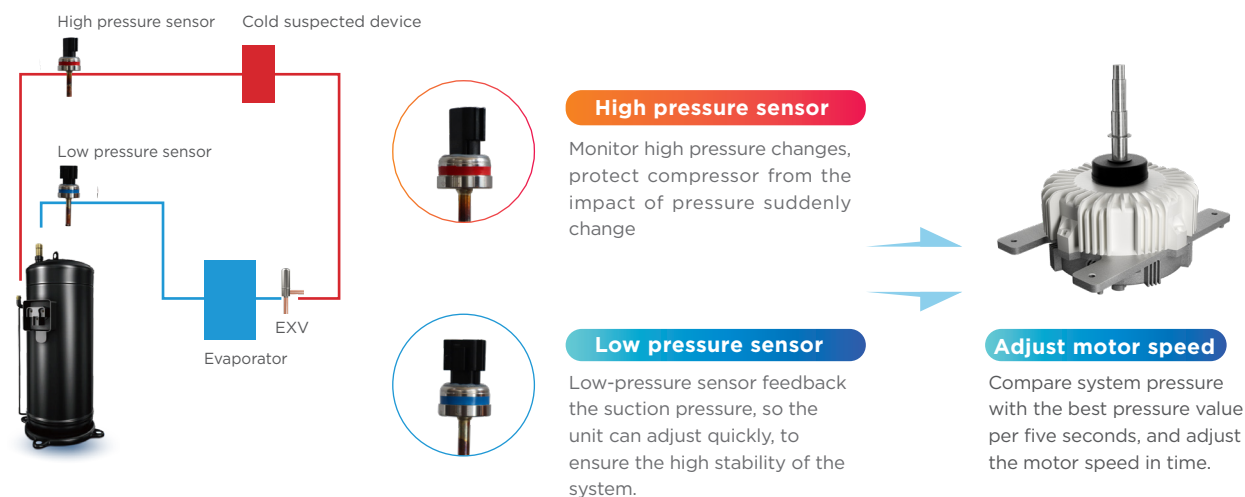 High pressure sensor
Cold suspected device
Low pressure sensor
EXV
Evaporator
High pressure sensor
Monitor high pressure changes,
protect compressor from the
impact of pressure suddenly
change
Low pressure sensor
Low-pressure sensor feedback
the suction pressure, so the
unit can adjust quickly, to
ensure the high stability of the
system.
Adjust motor speed
Compare system pressure
with the best pressure value
per five seconds, and adjust
the motor speed in time.